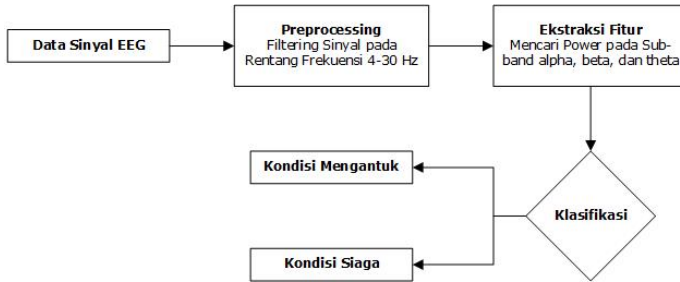 Data Sinyal EEG
Preprocessing
Filtering Sinyal pada
Rentang Frekuensi 4-30 Hz
Ekstraksi Fitur
Mencari Power pada Sub-
band alpha, beta, dan theta
Kondisi Mengantuk
Klasifikasi
Kondisi Siaga